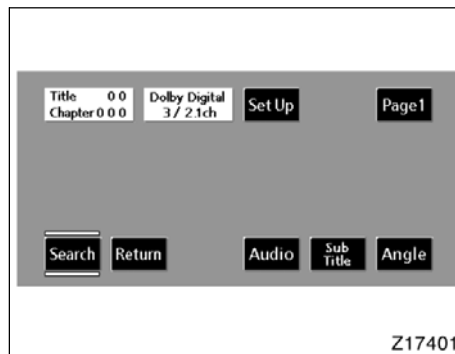 Title 0 0
Chapter 0 0 0
Dolby Digital
3 / 2.1ch
Set Up
Page1
Search
Return
Audio
Sub
Title
Angle
Z17401